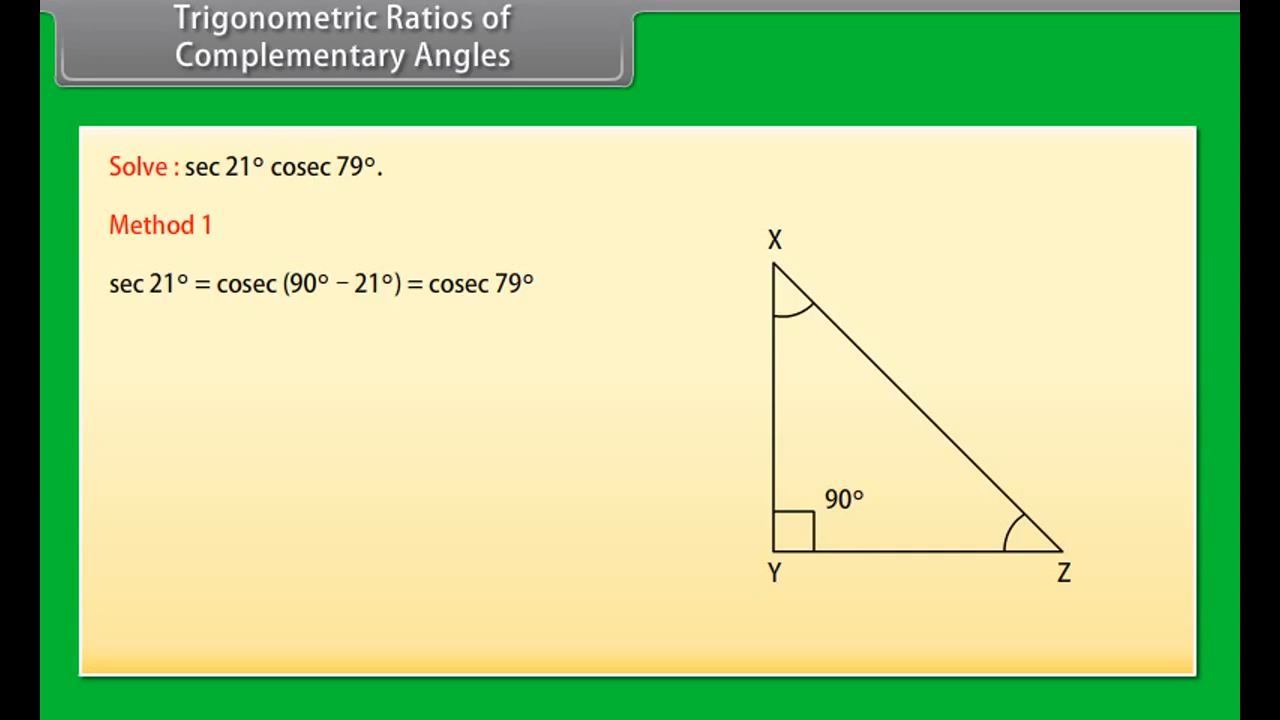 Trigonometric Ratios of
Complementary Angles
Solve : sec 21° cosec 79°.
Method 1
sec 21° = cosec (90° − 21°) = cosec 79°
X
90°
Y
Z